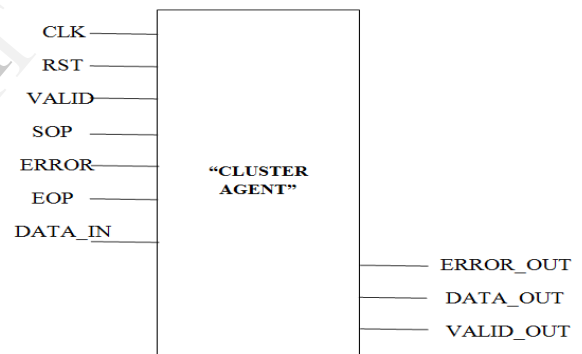 CLK
RST
VALID
SOP
ERROR
EOP
DATA_IN
“CLUSTER
AGENT”
ERROR_OUT
DATA_OUT
VALID_OUT